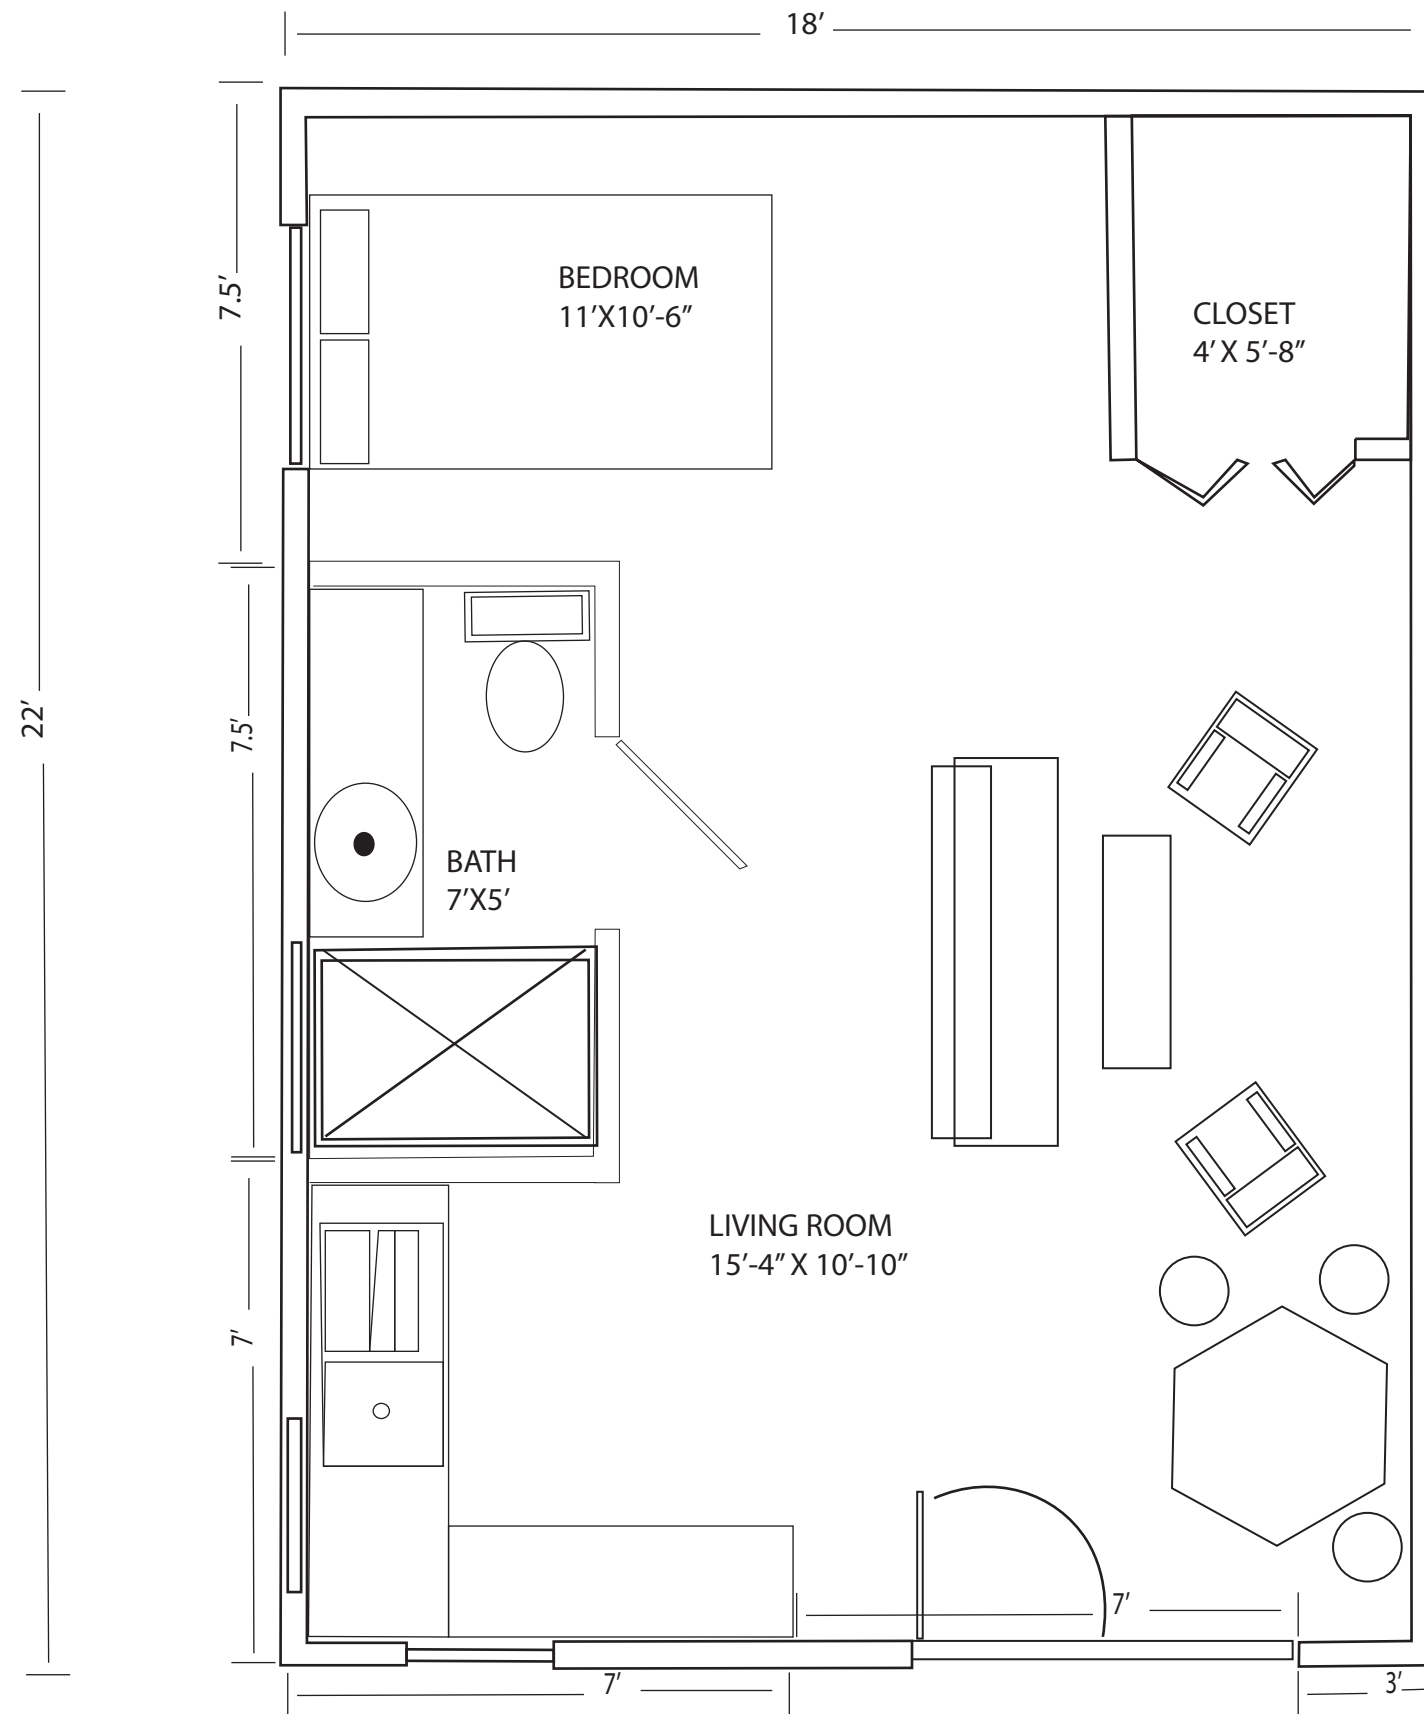 18’
7.5’
BEDROOM
11’X10’-6”
CLOSET
4’ X 5’-8”
22’
7.5’
BATH
7’X5’
LIVING ROOM
15’-4” X 10’-10”
7’
7’
7’
3’